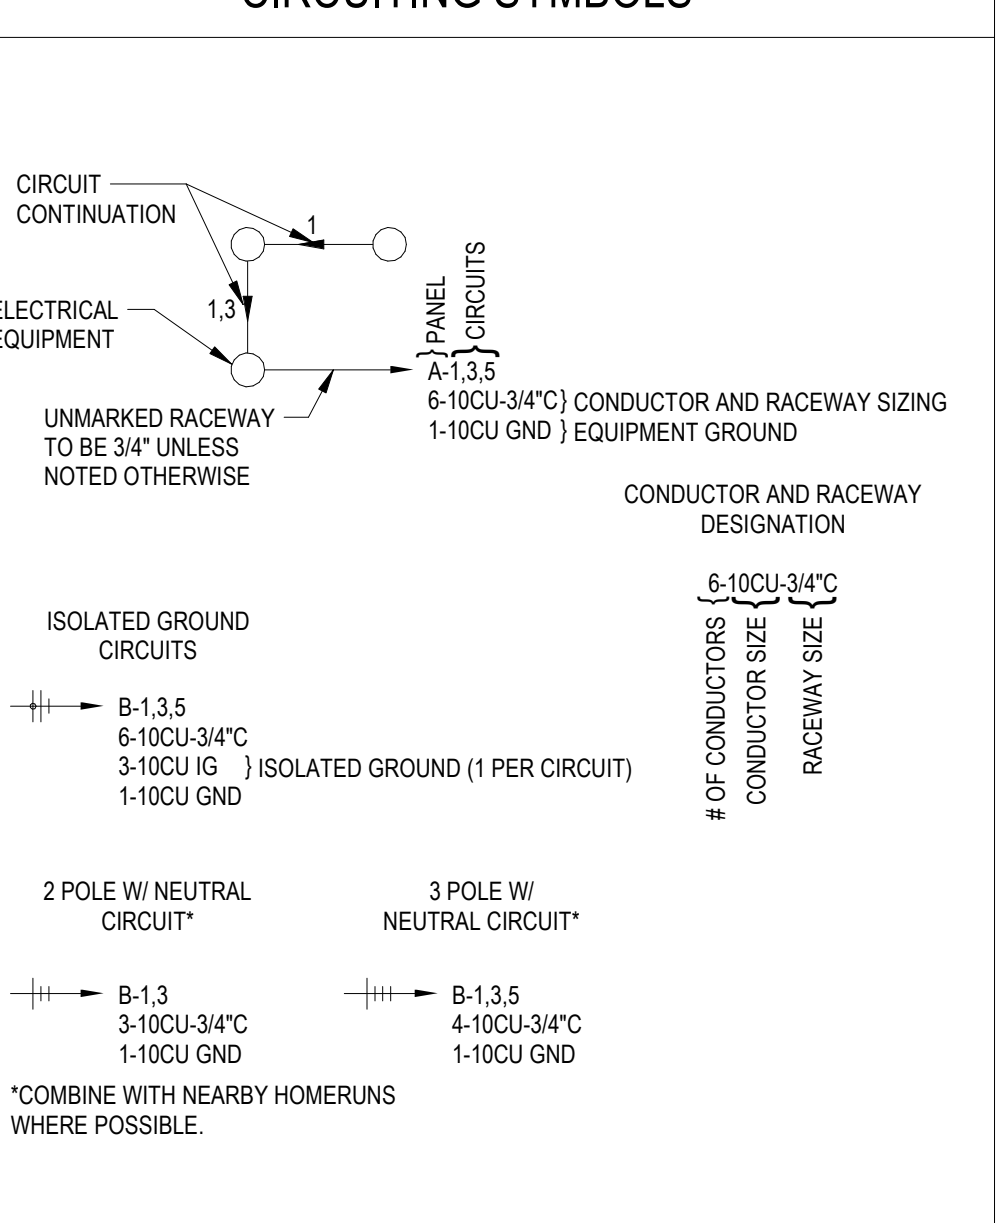 CIRCUITING SYMBOLS
CIRCUIT
CONTINUATION
1
1,3
ELECTRICAL
EQUIPMENT
PANEL
CIRCUITS
A-1,3,5
6-10CU-3/4"C } CONDUCTOR AND RACEWAY SIZING
1-10CU GND } EQUIPMENT GROUND
UNMARKED RACEWAY
TO BE 3/4" UNLESS
NOTED OTHERWISE
CONDUCTOR AND RACEWAY
DESIGNATION
6-10CU-3/4"C
# OF CONDUCTORS
CONDUCTOR SIZE
RACEWAY SIZE
ISOLATED GROUND
CIRCUITS
B-1,3,5
6-10CU-3/4"C
3-10CU IG } ISOLATED GROUND (1 PER CIRCUIT)
1-10CU GND
2 POLE W/ NEUTRAL
CIRCUIT*
B-1,3
3-10CU-3/4"C
1-10CU GND
3 POLE W/
NEUTRAL CIRCUIT*
B-1,3,5
4-10CU-3/4"C
1-10CU GND
*COMBINE WITH NEARBY HOMERUNS
WHERE POSSIBLE.